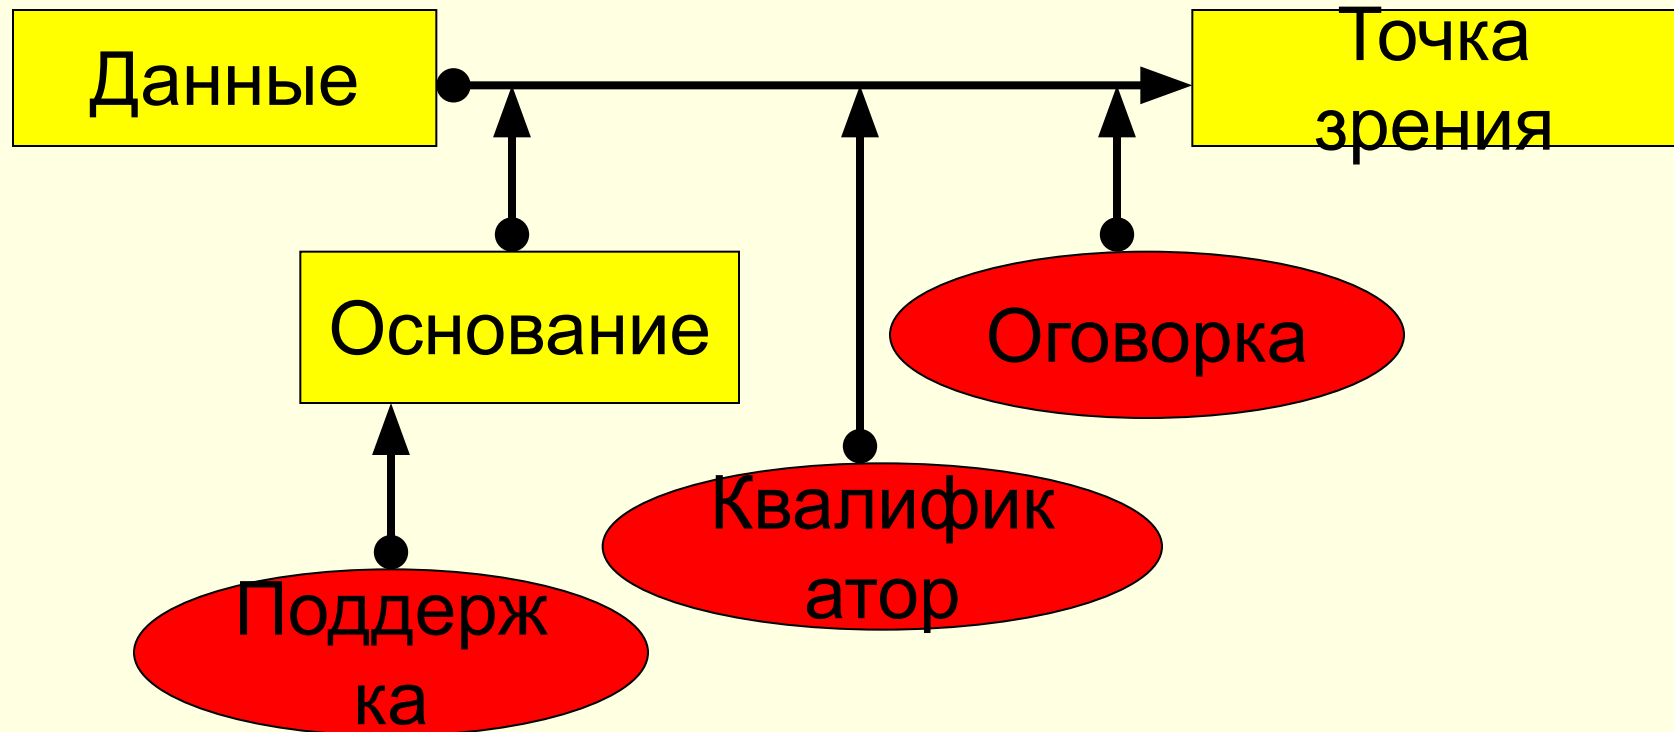 Данные
Точка
зрения
Основание
Оговорка
Квалифик
атор
Поддерж
ка